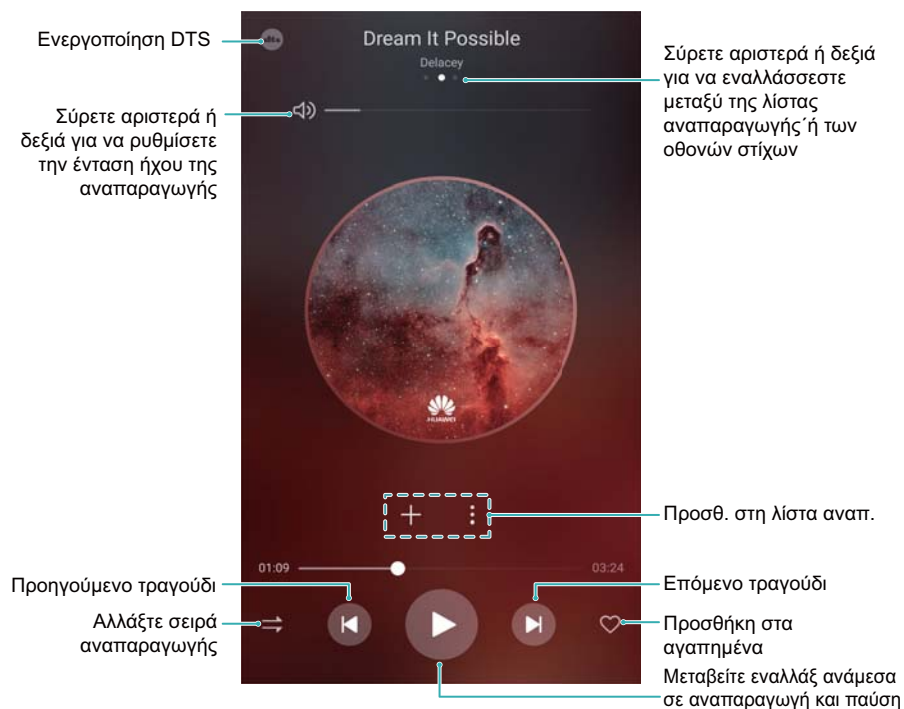 Ενεργοποίηση DTS
dts
Dream It Possible
Delacey
Σύρετε αριστερά ή δεξιά
για να εναλλάσσεστε
μεταξύ της λίστας
αναπαραγωγής΄ή των
οθονών στίχων
Σύρετε αριστερά ή
δεξιά για να ρυθμίσετε
την ένταση ήχου της
αναπαραγωγής
HUAWEI
Προσθ. στη λίστα αναπ.
01:09
03:24
Προηγούμενο τραγούδι
Επόμενο τραγούδι
Αλλάξτε σειρά
αναπαραγωγής
Προσθήκη στα
αγαπημένα
Μεταβείτε εναλλάξ ανάμεσα
σε αναπαραγωγή και παύση